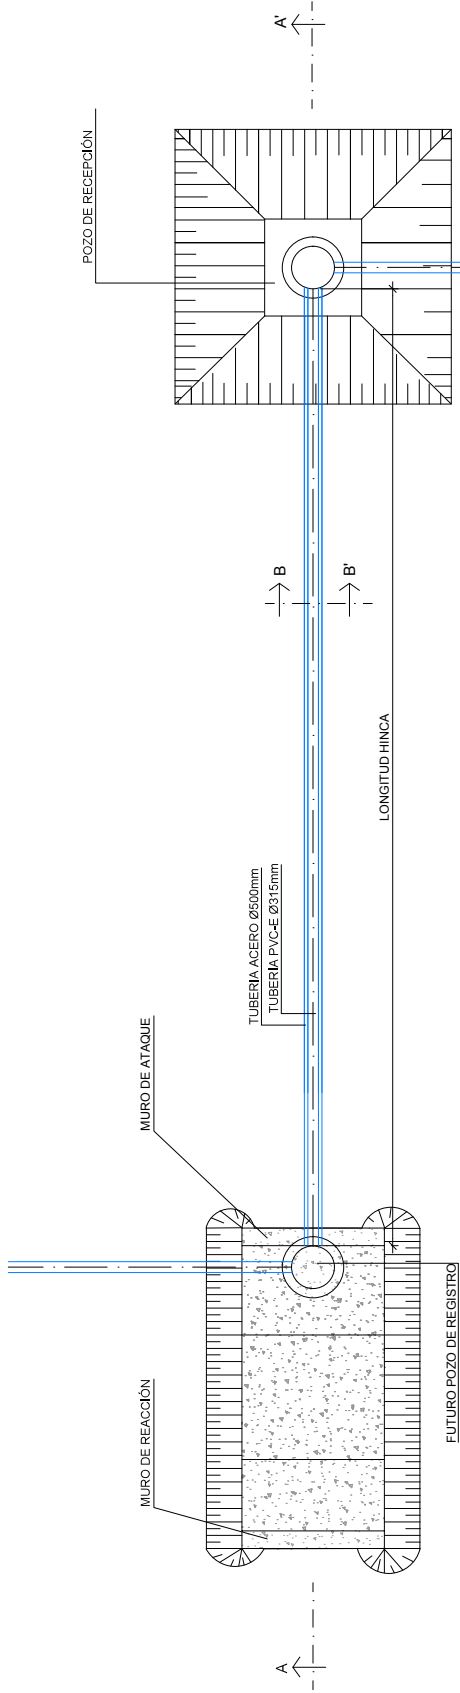 A
A'
POZO DE RECEPCIÓN
B
B'
LONGITUD HINCA
TUBERIA ACERO Ø500mm
TUBERIA PVC-E Ø315mm
MURO DE ATAQUE
MURO DE REACCIÓN
FUTURO POZO DE REGISTRO